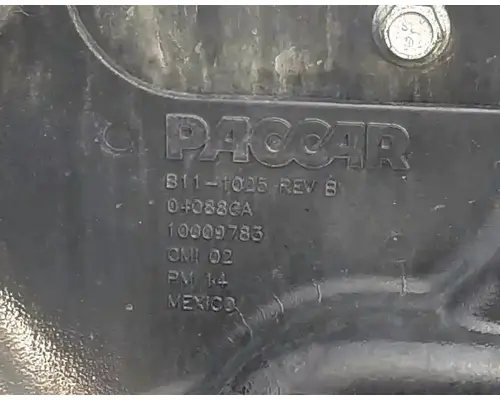 PACCAR
B11-1025 REV B
04088GA
10009783
CMI 02
PM 14
MEXICO